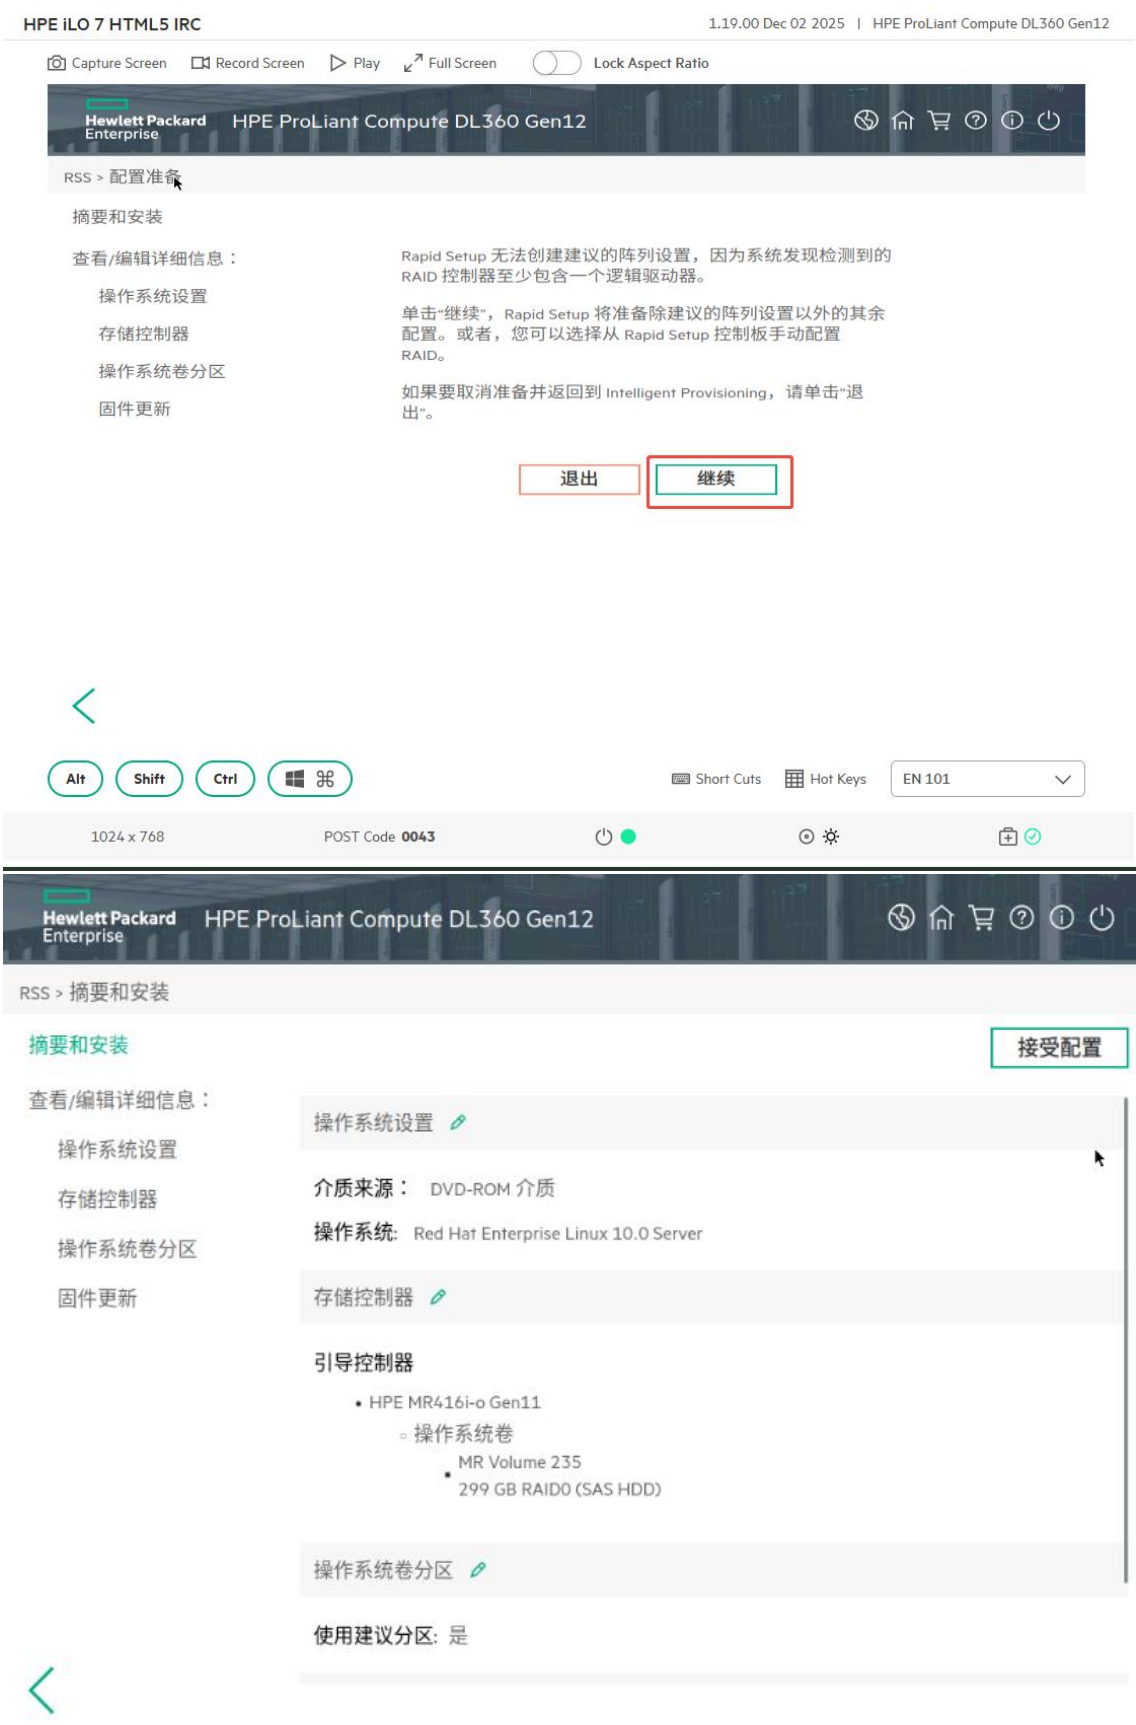 HPE iLO 7 HTML5 IRC
1.19.00 Dec 02 2025 | HPE ProLiant Compute DL360 Gen12
Capture Screen Record Screen Play Full Screen Lock Aspect Ratio
Hewlett Packard
Enterprise
HPE ProLiant Compute DL360 Gen12
RSS > 配置准备
摘要和安装
查看/编辑详细信息：
操作系统设置
存储控制器
操作系统卷分区
固件更新
Rapid Setup 无法创建建议的阵列设置，因为系统发现检测到的
RAID 控制器至少包含一个逻辑驱动器。
单击“继续”，Rapid Setup 将准备除建议的阵列设置以外的其余
配置。或者，您可以选择从 Rapid Setup 控制板手动配置
RAID。
如果要取消准备并返回到 Intelligent Provisioning，请单击“退
出”。
退出 继续
Alt Shift Ctrl ⌘ Short Cuts Hot Keys EN 101
1024 x 768 POST Code 0043
Hewlett Packard
Enterprise
HPE ProLiant Compute DL360 Gen12
RSS > 摘要和安装
摘要和安装
接受配置
查看/编辑详细信息：
操作系统设置
存储控制器
操作系统卷分区
固件更新
操作系统设置
介质来源： DVD-ROM 介质
操作系统: Red Hat Enterprise Linux 10.0 Server
存储控制器
引导控制器
• HPE MR416i-o Gen11
◦ 操作系统卷
▪ MR Volume 235
299 GB RAID0 (SAS HDD)
操作系统卷分区
使用建议分区: 是